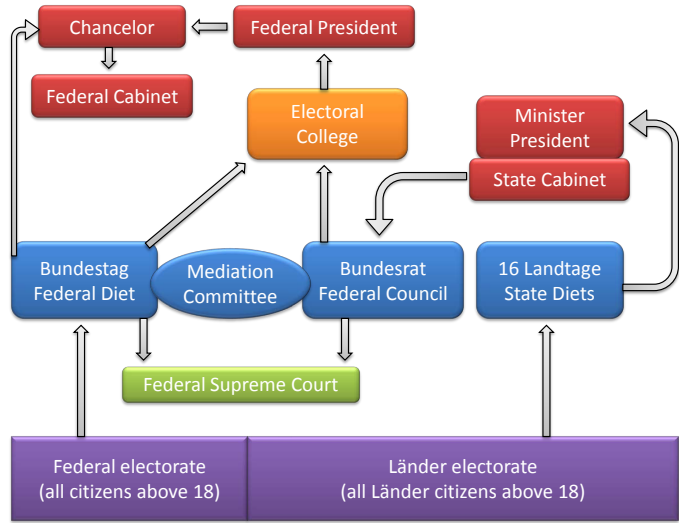 Chancelor
Federal President
Federal Cabinet
Electoral
College
Minister
President
State Cabinet
Bundestag
Federal Diet
Mediation
Committee
Bundesrat
Federal Council
16 Landtage
State Diets
Federal Supreme Court
Federal electorate
(all citizens above 18)
Länder electorate
(all Länder citizens above 18)